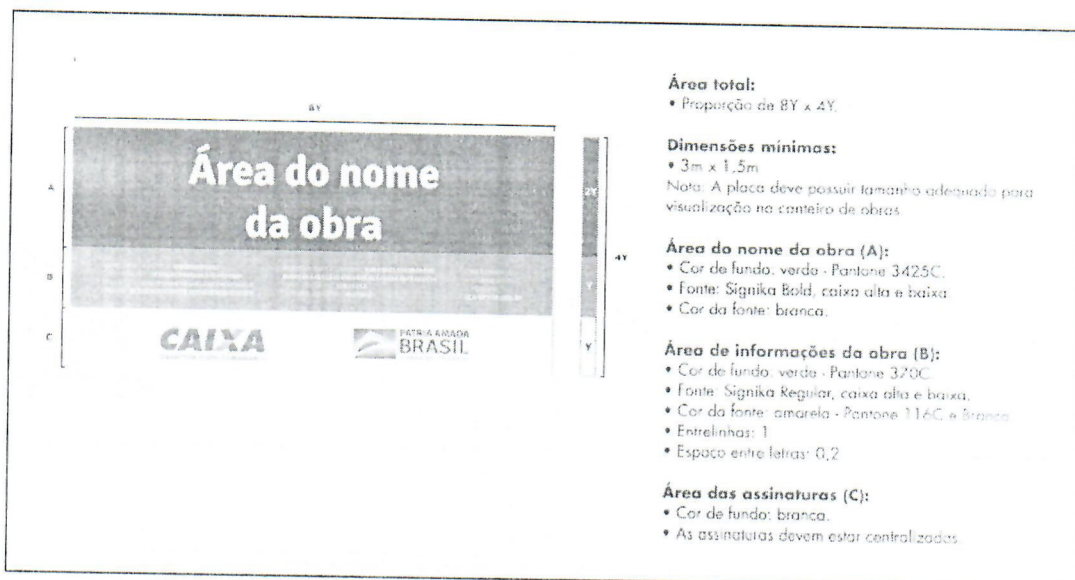 8Y
A
B
C
Área do nome
da obra
CAIXA
PÁTRIA AMADA
BRASIL
2Y
Y
Y
4Y
Área total:
• Proporção de 8Y x 4Y.
Dimensões mínimas:
• 3m x 1,5m
Nota: A placa deve possuir tamanho adequado para
visualização no canteiro de obras
Área do nome da obra (A):
• Cor de fundo: verde - Pantone 3425C.
• Fonte: Signika Bold, caixa alta e baixa
• Cor da fonte: branca.
Área de informações da obra (B):
• Cor de fundo: verde - Pantone 370C
• Fonte: Signika Regular, caixa alta e baixa.
• Cor da fonte: amarela - Pantone 116C e Branca.
• Entrelinhas: 1
• Espaço entre letras: 0,2
Área das assinaturas (C):
• Cor de fundo: branca.
• As assinaturas devem estar centralizadas